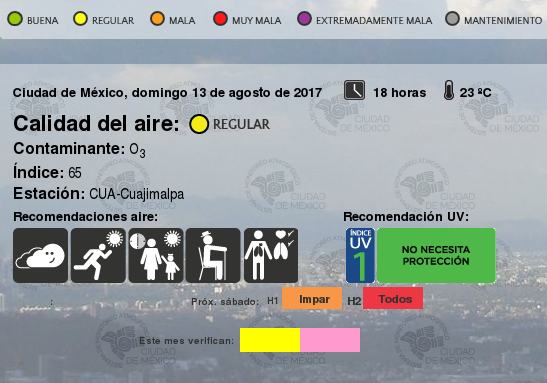 BUENA REGULAR MALA MUY MALA EXTREMADAMENTE MALA MANTENIMIENTO
Ciudad de México, domingo 13 de agosto de 2017 18 horas 23 ºC
Calidad del aire: REGULAR
Contaminante: O3
Índice: 65
Estación: CUA-Cuajimalpa
Recomendaciones aire: Recomendación UV:
ÍNDICE UV 1 NO NECESITA PROTECCIÓN
: Próx. sábado: H1 Impar H2 Todos
Este mes verifican:
CIUDAD DE MÉXICO